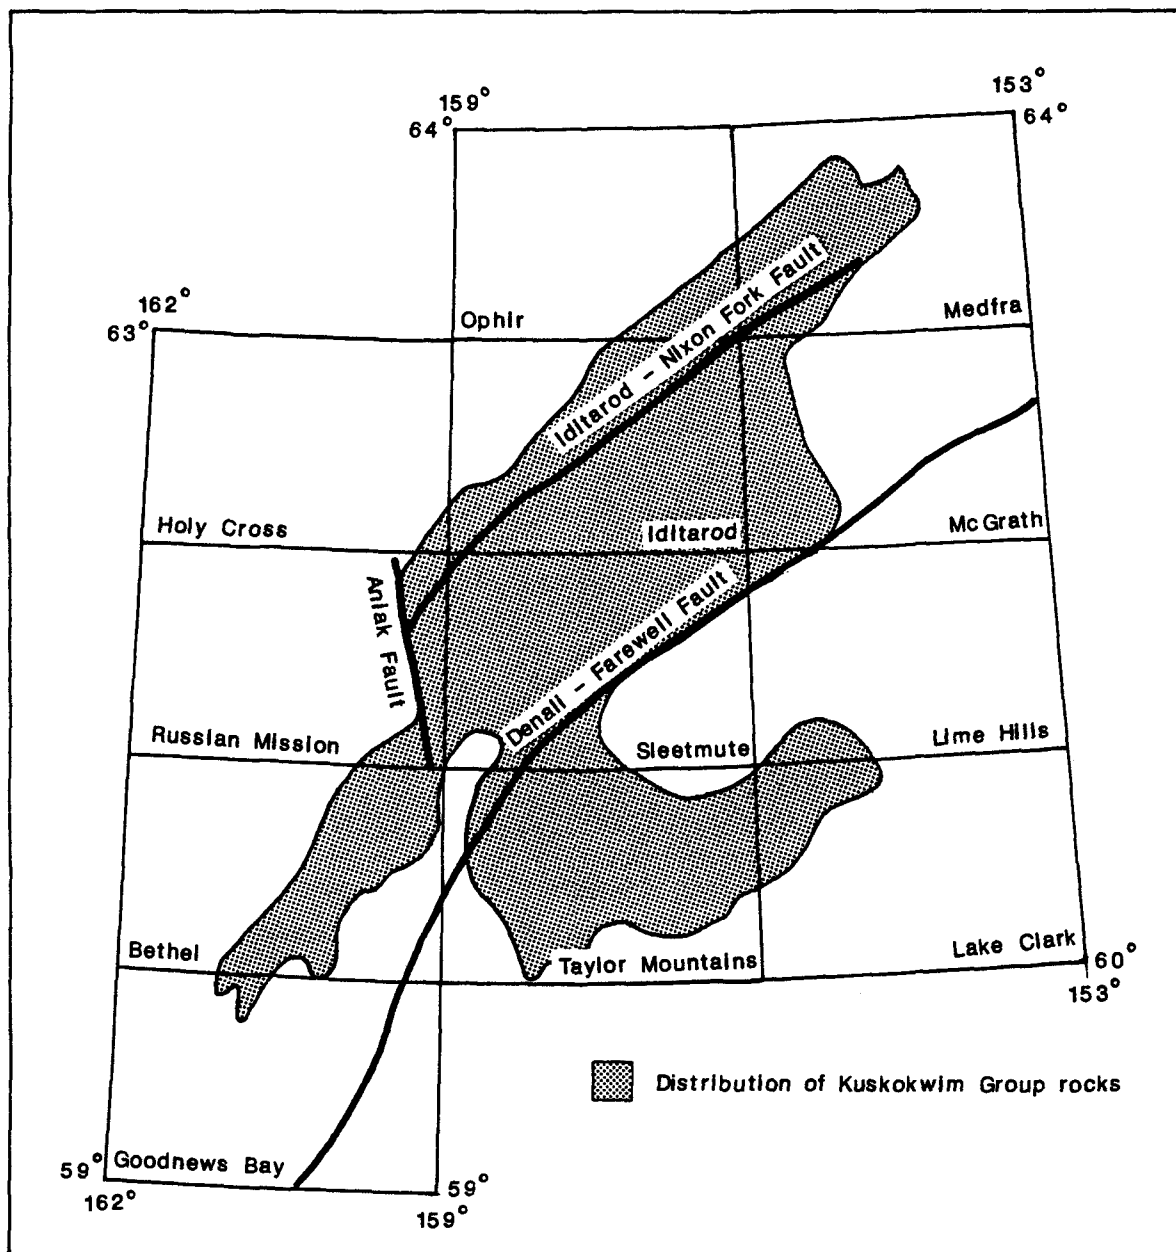 153°
159°
64°
64°
162°
63°
Ophir
Medfra
Iditarod - Nixon Fork Fault
Holy Cross
Iditarod
McGrath
Aniak Fault
Denali - Farewell Fault
Russian Mission
Sleetmute
Lime Hills
Bethel
Taylor Mountains
Lake Clark
60°
153°
Distribution of Kuskokwim Group rocks
59°
Goodnews Bay
59°
162°
159°